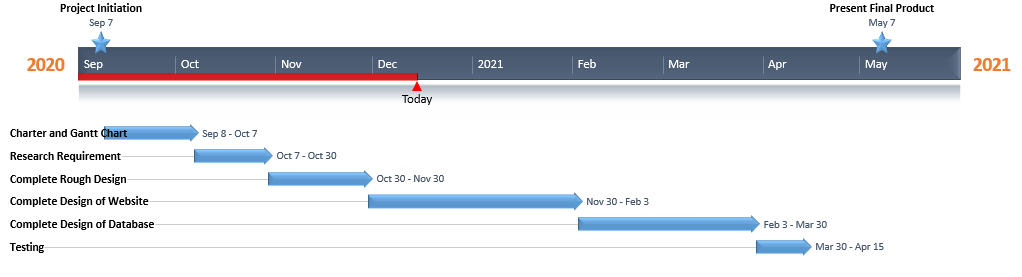 Project Initiation Present Final Product
Sep 7 May 7
2020 Sep Oct Nov Dec 2021 Feb Mar Apr May 2021
Today
Charter and Gantt Chart Sep 8 - Oct 7
Research Requirement Oct 7 - Oct 30
Complete Rough Design Oct 30 - Nov 30
Complete Design of Website Nov 30 - Feb 3
Complete Design of Database Feb 3 - Mar 30
Testing Mar 30 - Apr 15